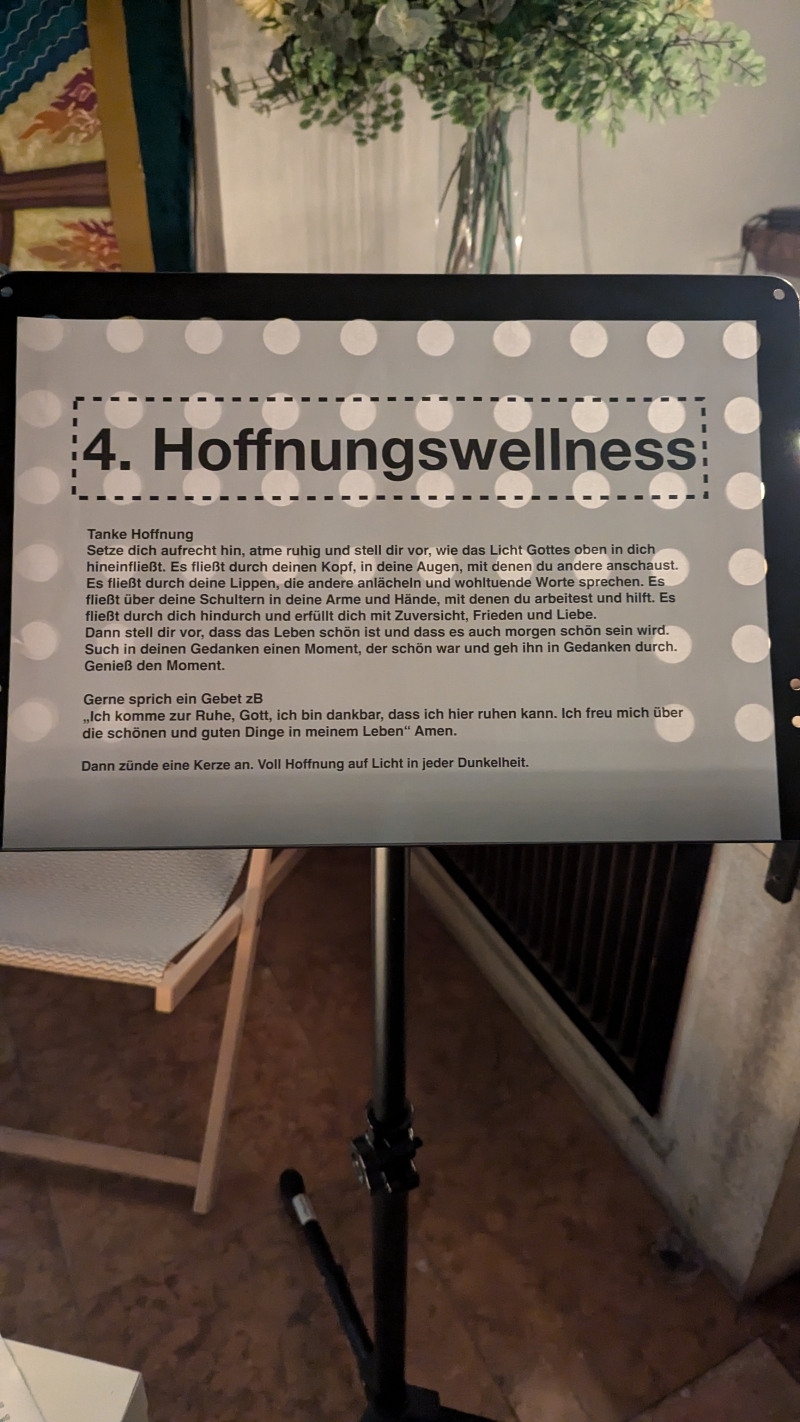 4. Hoffnungswellness
Tanke Hoffnung
Setze dich aufrecht hin, atme ruhig und stell dir vor, wie das Licht Gottes oben in dich
hineinfließt. Es fließt durch deinen Kopf, in deine Augen, mit denen du andere anschaust.
Es fließt durch deine Lippen, die andere anlächeln und wohltuende Worte sprechen. Es
fließt über deine Schultern in deine Arme und Hände, mit denen du arbeitest und hilft. Es
fließt durch dich hindurch und erfüllt dich mit Zuversicht, Frieden und Liebe.
Dann stell dir vor, dass das Leben schön ist und dass es auch morgen schön sein wird.
Such in deinen Gedanken einen Moment, der schön war und geh ihn in Gedanken durch.
Genieß den Moment.
Gerne sprich ein Gebet zB
„Ich komme zur Ruhe, Gott, ich bin dankbar, dass ich hier ruhen kann. Ich freu mich über
die schönen und guten Dinge in meinem Leben“ Amen.
Dann zünde eine Kerze an. Voll Hoffnung auf Licht in jeder Dunkelheit.